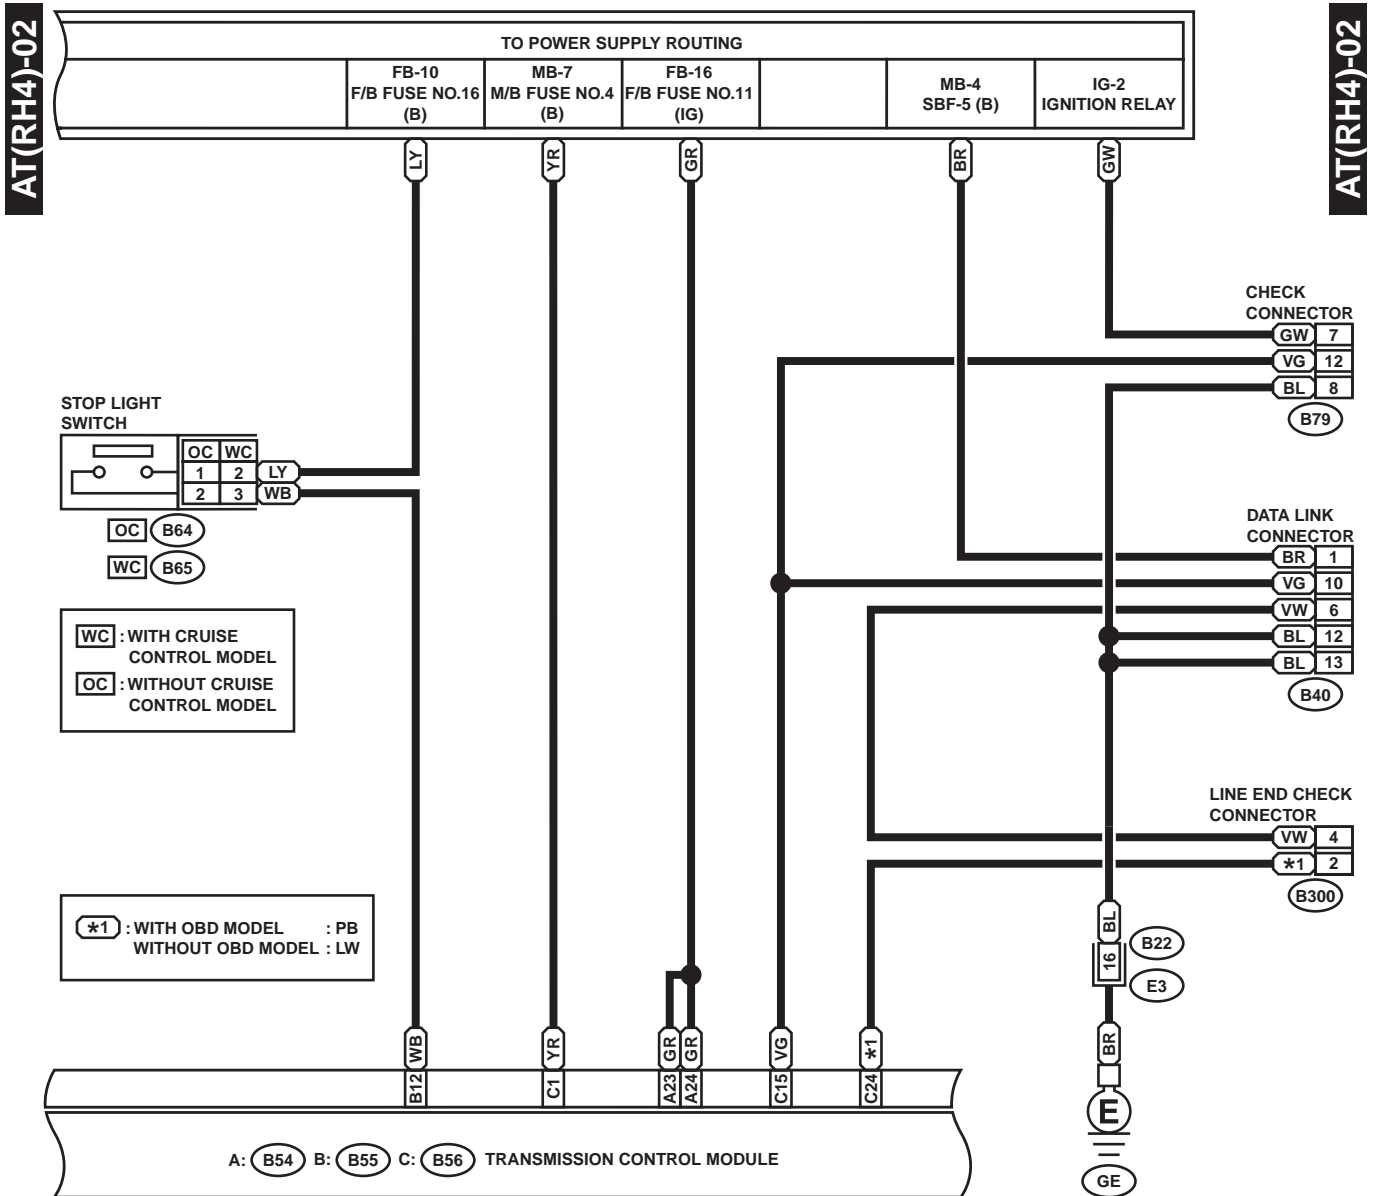 AT(RH4)-02
AT(RH4)-02
TO POWER SUPPLY ROUTING
FB-10
F/B FUSE NO.16
(B)
MB-7
M/B FUSE NO.4
(B)
FB-16
F/B FUSE NO.11
(IG)
MB-4
SBF-5 (B)
IG-2
IGNITION RELAY
LY
YR
GR
BR
GW
CHECK
CONNECTOR
GW 7
VG 12
BL 8
B79
STOP LIGHT
SWITCH
OC WC
1 2 LY
2 3 WB
OC B64
WC B65
DATA LINK
CONNECTOR
BR 1
VG 10
VW 6
BL 12
BL 13
B40
WC : WITH CRUISE
CONTROL MODEL
OC : WITHOUT CRUISE
CONTROL MODEL
LINE END CHECK
CONNECTOR
VW 4
*1 2
B300
*1 : WITH OBD MODEL : PB
WITHOUT OBD MODEL : LW
BL
16
B22
E3
BR
E
GE
WB
YR
GR
GR
VG
*1
B12
C1
A23
A24
C15
C24
A: B54 B: B55 C: B56 TRANSMISSION CONTROL MODULE